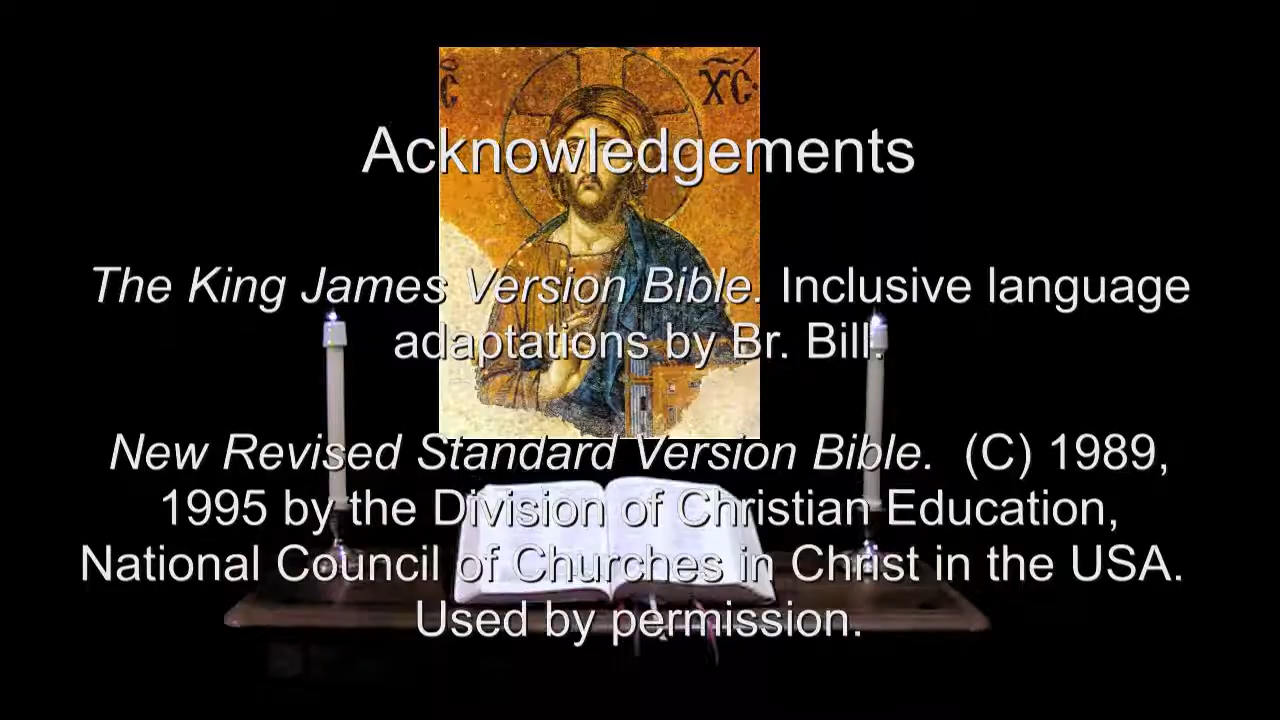 C
XC
Acknowledgements
The King James Version Bible. Inclusive language
adaptations by Br. Bill.
New Revised Standard Version Bible. (C) 1989,
1995 by the Division of Christian Education,
National Council of Churches in Christ in the USA.
Used by permission.